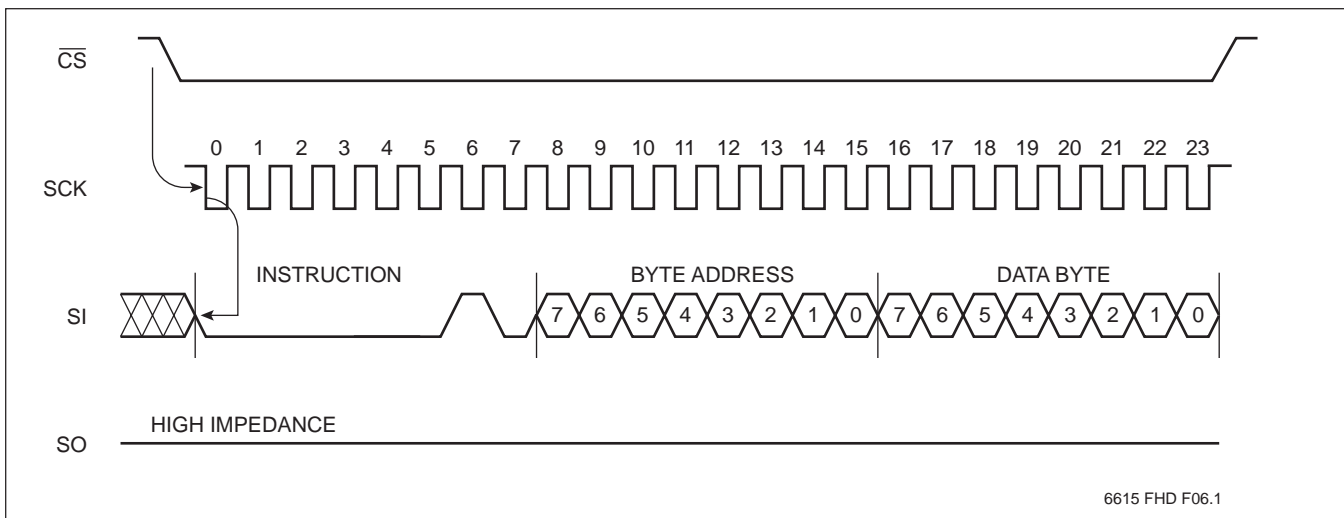 CS
0 1 2 3 4 5 6 7 8 9 10 11 12 13 14 15 16 17 18 19 20 21 22 23
SCK
INSTRUCTION BYTE ADDRESS DATA BYTE
SI 7 6 5 4 3 2 1 0 7 6 5 4 3 2 1 0
HIGH IMPEDANCE
SO
6615 FHD F06.1